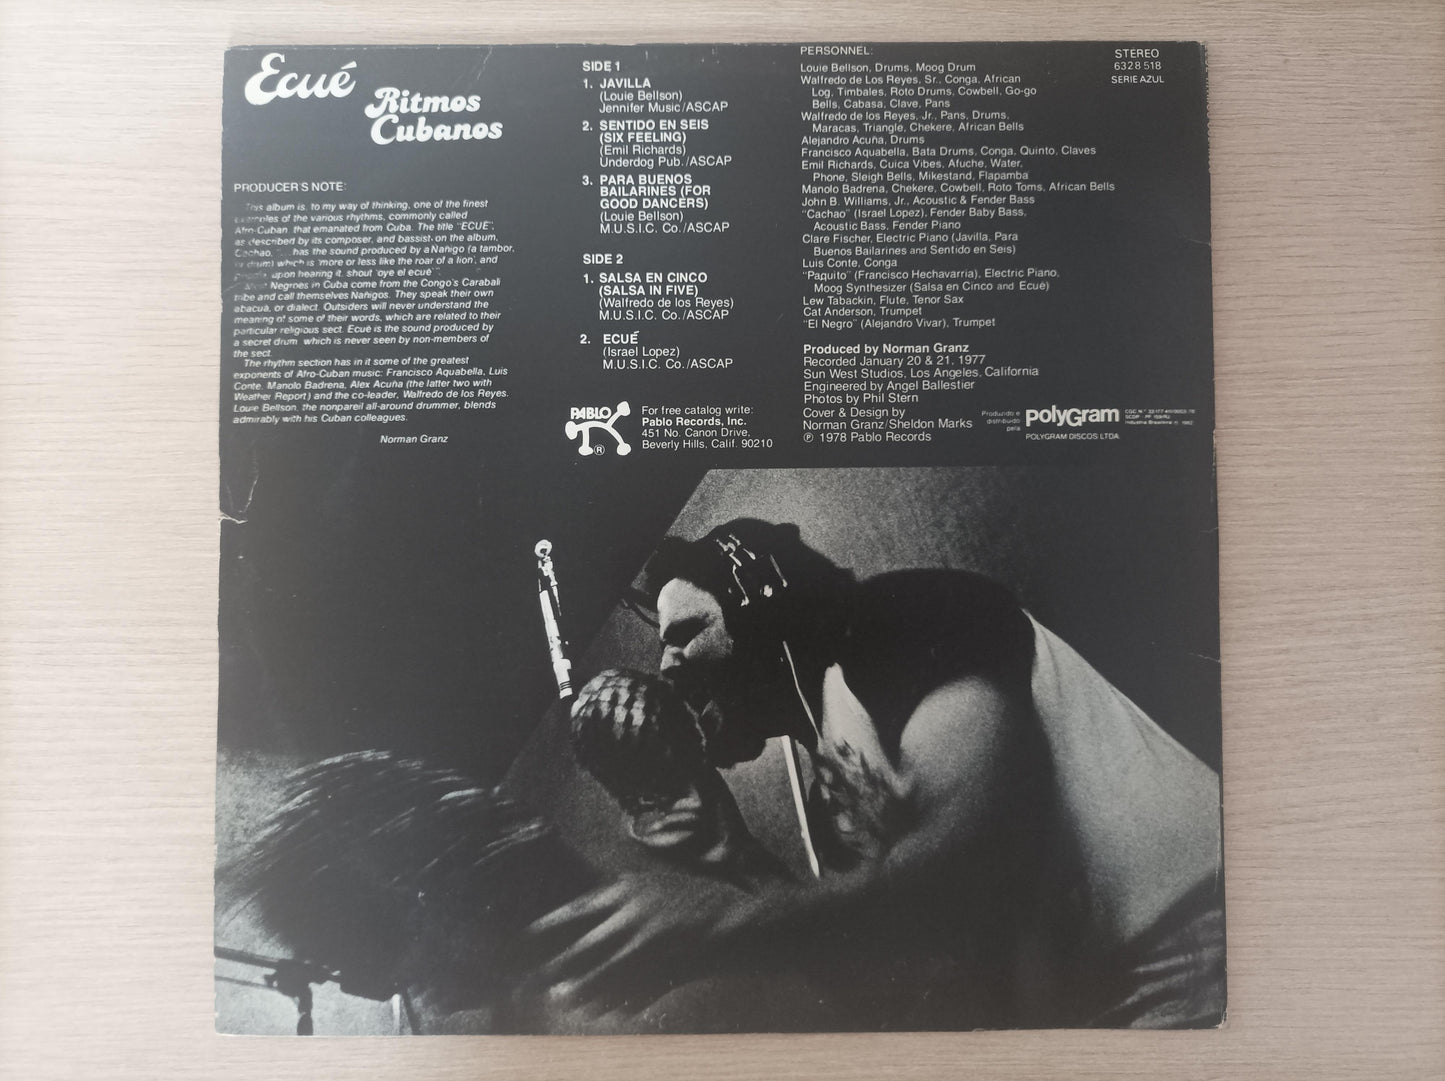 Ecué
Ritmos
Cubanos
PRODUCER'S NOTE:
This album is, to my way of thinking, one of the finest
examples of the various rhythms, commonly called
Afro-Cuban, that emanated from Cuba. The title "ECUÉ",
as described by its composer, and bassist on the album,
Cachao, "... has the sound produced by a Ñañigo (a tambor,
or drum) which is 'more or less like the roar of a lion', and
people, upon hearing it, shout 'oye el ecué'".
Negroes in Cuba come from the Congo's Carabali
tribe and call themselves Ñañigos. They speak their own
abacuá, or dialect. Outsiders will never understand the
meaning of some of their words, which are related to their
particular religious sect. Ecué is the sound produced by
a secret drum which is never seen by non-members of
the sect.
The rhythm section has in it some of the greatest
exponents of Afro-Cuban music: Francisco Aquabella, Luis
Conte, Manolo Badrena, Alex Acuña (the latter two with
Weather Report) and the co-leader, Walfredo de los Reyes.
Louie Bellson, the nonpareil all-around drummer, blends
admirably with his Cuban colleagues.
Norman Granz
SIDE 1
1. JAVILLA
(Louie Bellson)
Jennifer Music/ASCAP
2. SENTIDO EN SEIS
(SIX FEELING)
(Emil Richards)
Underdog Pub./ASCAP
3. PARA BUENOS
BAILARINES (FOR
GOOD DANCERS)
(Louie Bellson)
M.U.S.I.C. Co./ASCAP
SIDE 2
1. SALSA EN CINCO
(SALSA IN FIVE)
(Walfredo de los Reyes)
M.U.S.I.C. Co./ASCAP
2. ECUÉ
(Israel Lopez)
M.U.S.I.C. Co./ASCAP
PABLO
®
For free catalog write:
Pablo Records, Inc.
451 No. Canon Drive,
Beverly Hills, Calif. 90210
PERSONNEL:
Louie Bellson, Drums, Moog Drum
Walfredo de Los Reyes, Sr., Conga, African
Log, Timbales, Roto Drums, Cowbell, Go-go
Bells, Cabasa, Clave, Pans
Walfredo de los Reyes, Jr., Pans, Drums,
Maracas, Triangle, Chekere, African Bells
Alejandro Acuña, Drums
Francisco Aquabella, Bata Drums, Conga, Quinto, Claves
Emil Richards, Cuica Vibes, Afuche, Water,
Phone, Sleigh Bells, Mikestand, Flapamba
Manolo Badrena, Chekere, Cowbell, Roto Toms, African Bells
John B. Williams, Jr., Acoustic & Fender Bass
"Cachao" (Israel Lopez), Fender Baby Bass,
Acoustic Bass, Fender Piano
Clare Fischer, Electric Piano (Javilla, Para
Buenos Bailarines and Sentido en Seis)
Luis Conte, Conga
"Paquito" (Francisco Hechavarria), Electric Piano,
Moog Synthesizer (Salsa en Cinco and Ecué)
Lew Tabackin, Flute, Tenor Sax
Cat Anderson, Trumpet
"El Negro" (Alejandro Vivar), Trumpet
Produced by Norman Granz
Recorded January 20 & 21, 1977
Sun West Studios, Los Angeles, California
Engineered by Angel Ballestier
Photos by Phil Stern
Cover & Design by
Norman Granz/Sheldon Marks
℗ 1978 Pablo Records
STEREO
6328 518
SERIE AZUL
Produzido e
distribuido
pela
polyGram
POLYGRAM DISCOS LTDA.
Industria Brasileira ℗ 1982